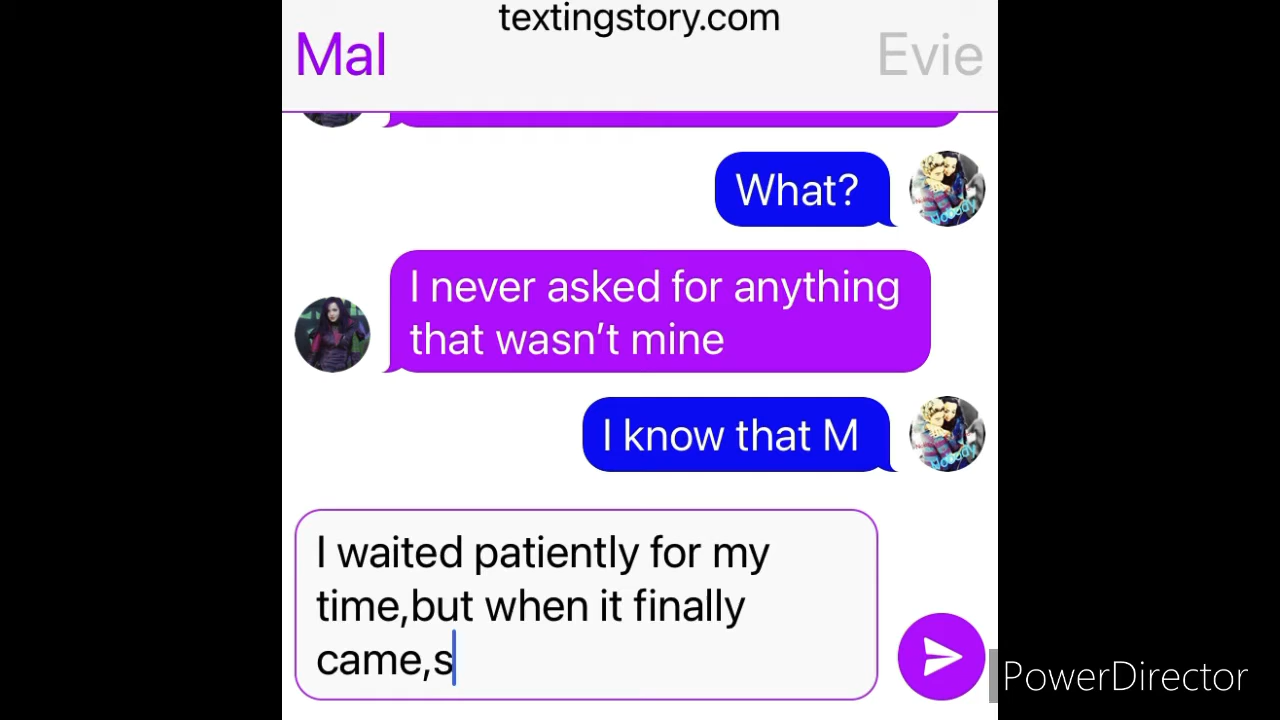 textingstory.com
Mal
Evie
What?
I never asked for anything
that wasn't mine
I know that M
I waited patiently for my
time,but when it finally
came,s
PowerDirector